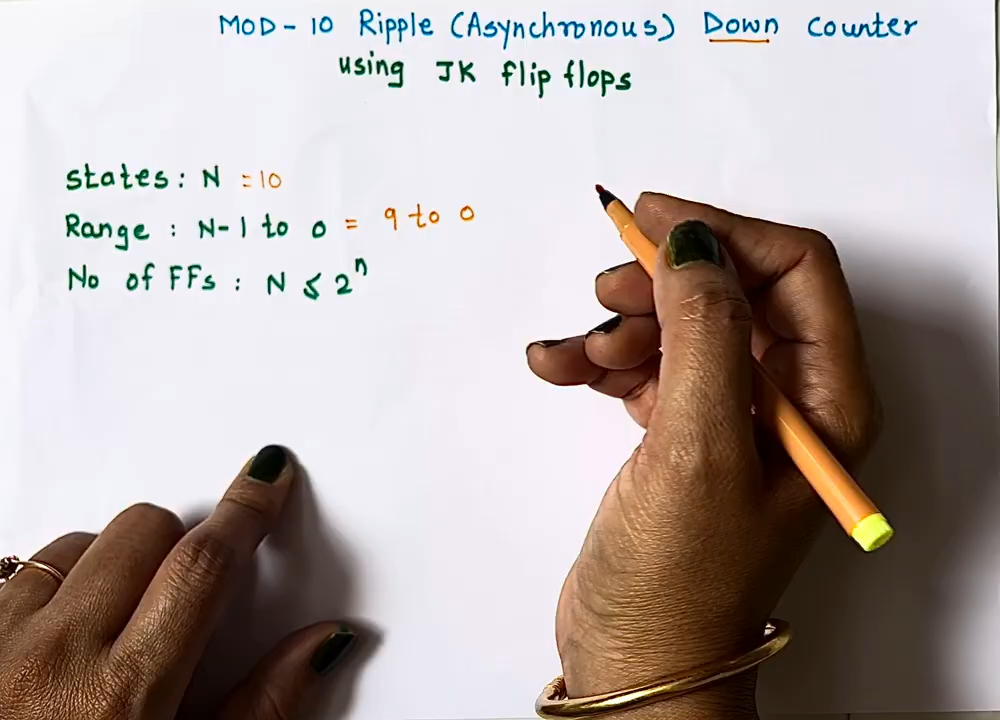 MOD-10 Ripple (Asynchronous) Down Counter
using JK flip flops
states: N = 10
Range : N-1 to 0 = 9 to 0
No of FFs : N ≤ 2^n